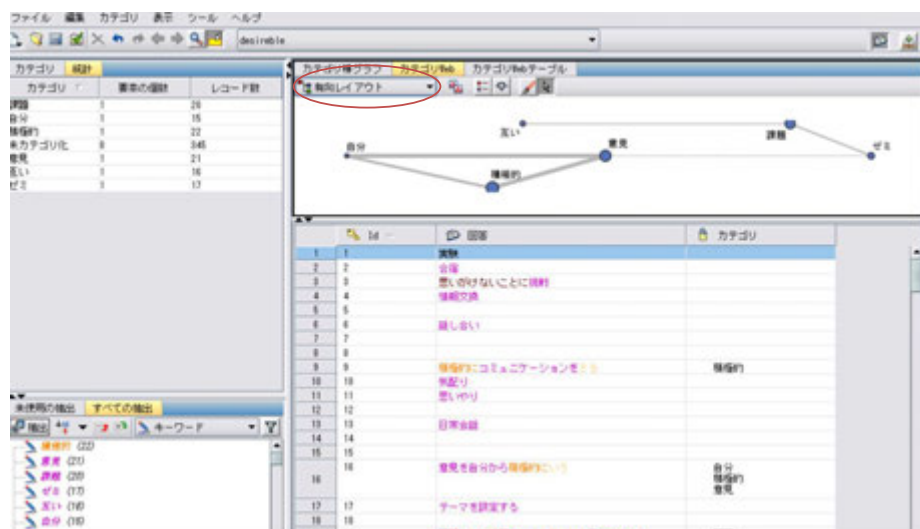 ファイル 編集 カテゴリ 表示 ツール ヘルプ
desireble
カテゴリ 統計
カテゴリ棒グラフ カテゴリWeb カテゴリWebテーブル
カテゴリ 要素の個数 レコード数
有向レイアウト
課題 1 20
自分 1 15
積極的 1 22
未カテゴリ化 0 345
意見 1 21
互い 1 16
ゼミ 1 17
互い
課題
自分
意見
ゼミ
積極的
Id 回答 カテゴリ
1 1 実験
2 2 合宿
3 3 思いがけないことに挑戦
4 4 情報交換
5 5
6 6 話し合い
7 7
8 8
9 9 積極的にコミュニケーションをとる 積極的
10 10 気配り
11 11 思いやり
12 12
13 13 日常会話
14 14
15 15
16 16 意見を自分から積極的にいう 自分
積極的
意見
17 17 テーマを設定する
18 18
未使用の抽出 すべての抽出
抽出 キーワード
積極的 (22)
意見 (21)
課題 (20)
ゼミ (17)
互い (16)
自分